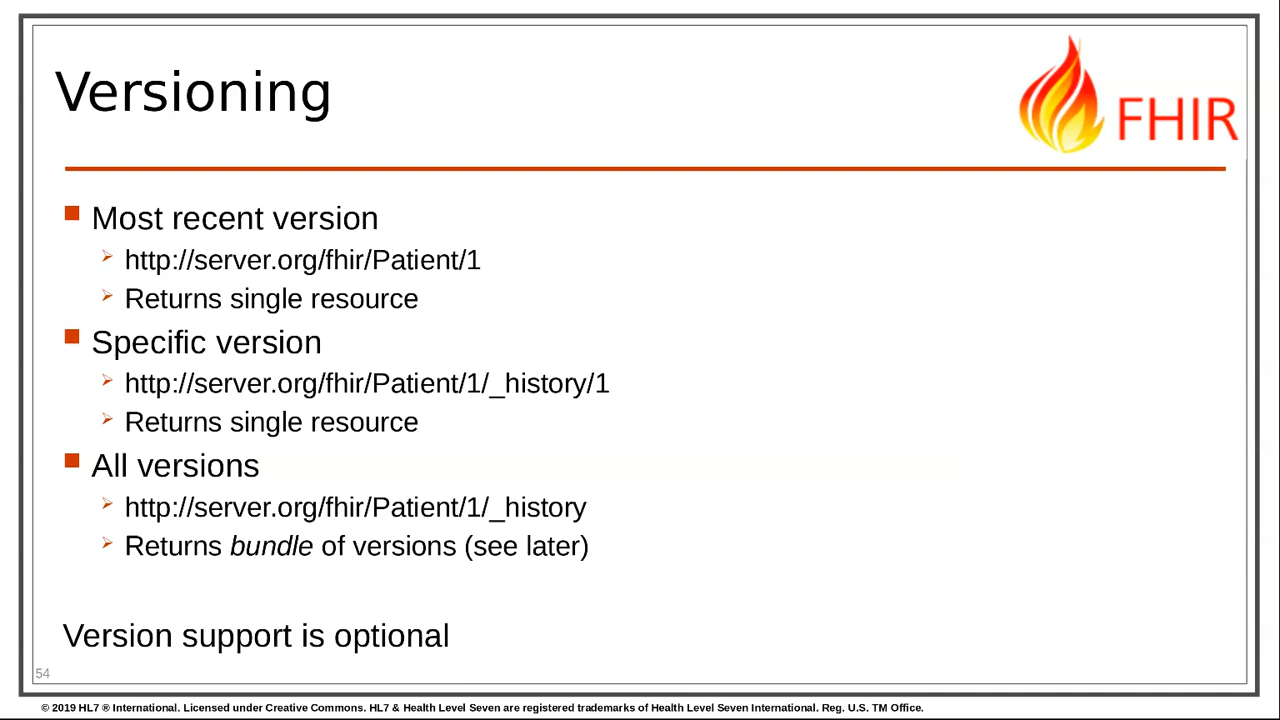 Versioning
FHIR
Most recent version
http://server.org/fhir/Patient/1
Returns single resource
Specific version
http://server.org/fhir/Patient/1/_history/1
Returns single resource
All versions
http://server.org/fhir/Patient/1/_history
Returns bundle of versions (see later)
Version support is optional
54
© 2019 HL7 ® International. Licensed under Creative Commons. HL7 & Health Level Seven are registered trademarks of Health Level Seven International. Reg. U.S. TM Office.